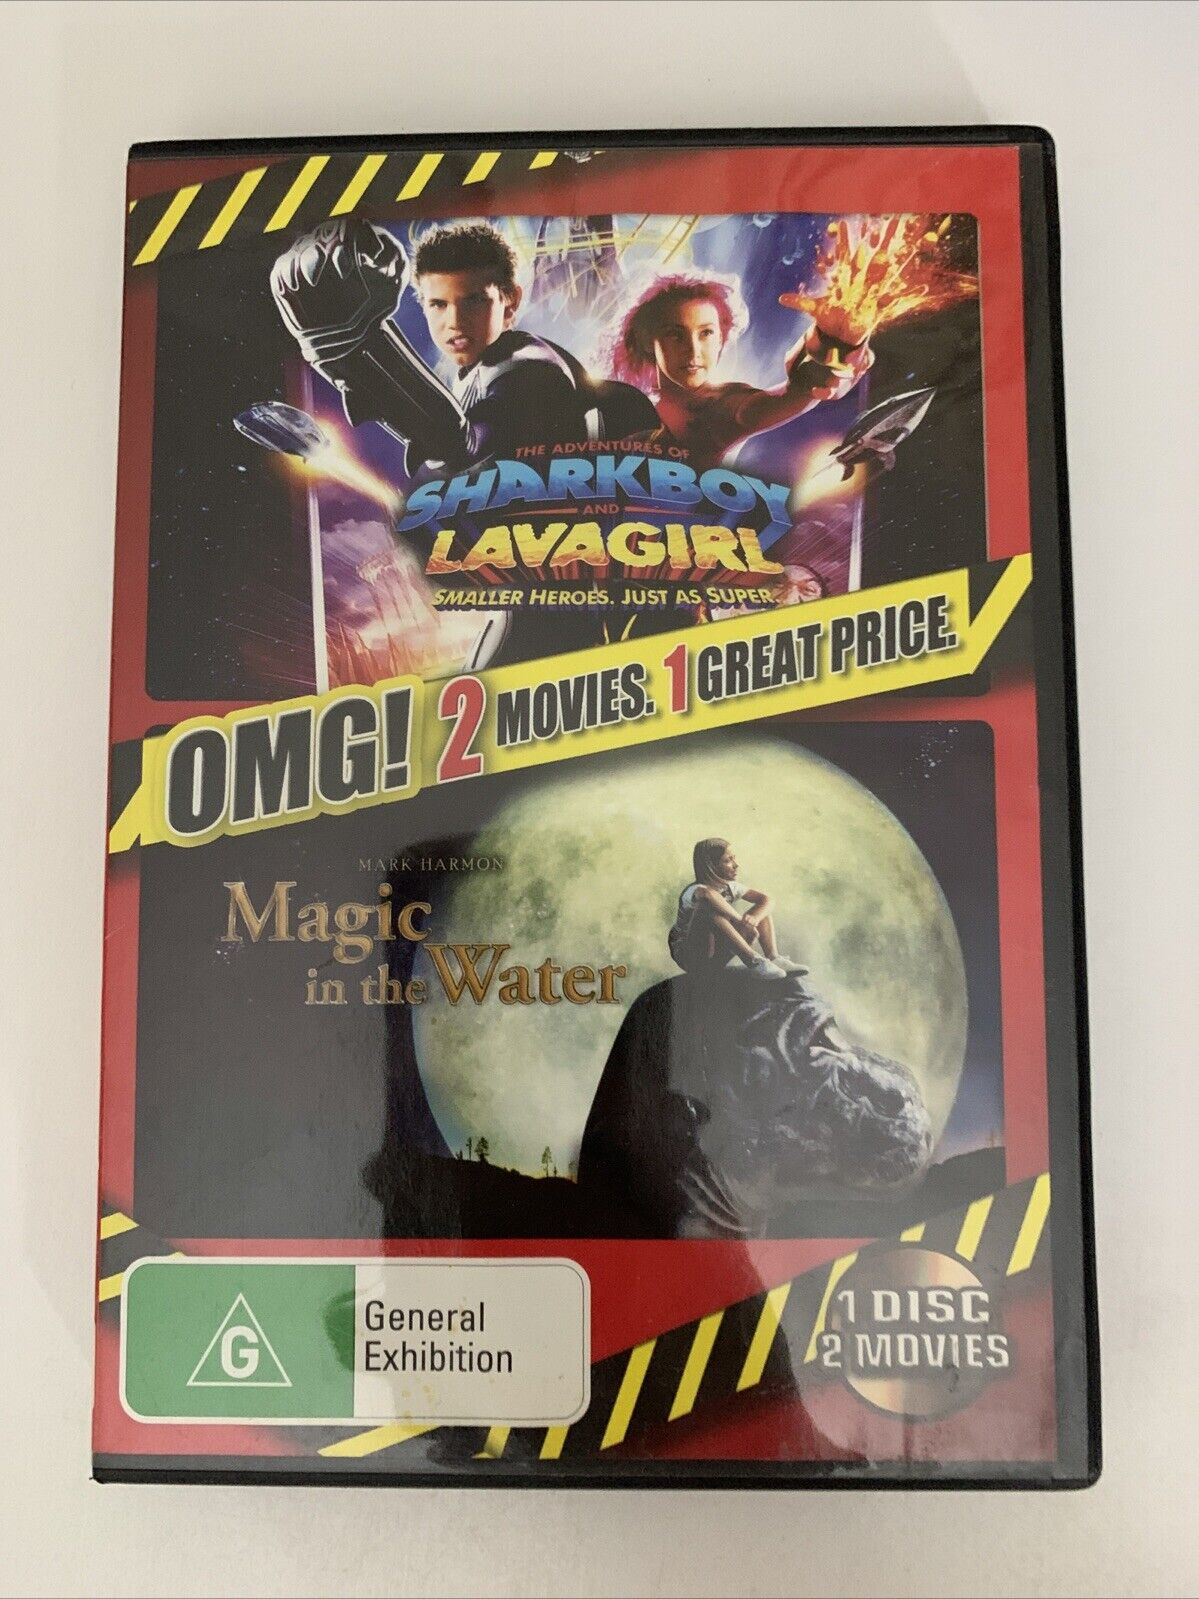 THE ADVENTURES OF
SHARKBOY
AND
LAVAGIRL
SMALLER HEROES. JUST AS SUPER.
OMG! 2 MOVIES. 1 GREAT PRICE.
MARK HARMON
Magic
in the Water
G
General
Exhibition
1 DISC
2 MOVIES